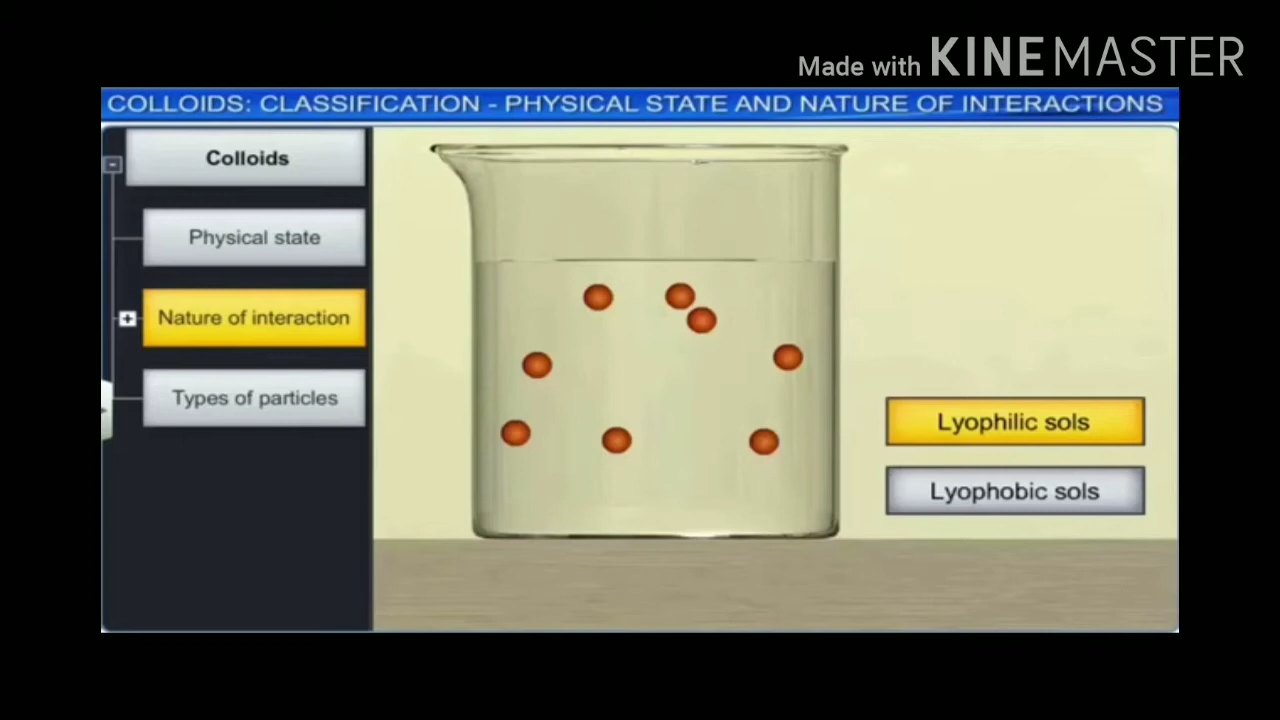 Made with KINEMASTER
COLLOIDS: CLASSIFICATION - PHYSICAL STATE AND NATURE OF INTERACTIONS
Colloids
Physical state
Nature of interaction
Types of particles
Lyophilic sols
Lyophobic sols